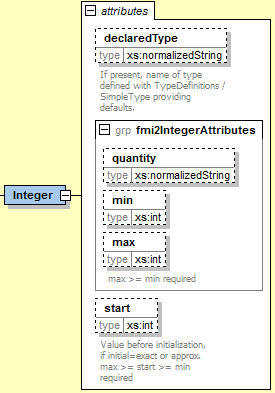 attributes
declaredType
type xs:normalizedString
If present, name of type
defined with TypeDefinitions /
SimpleType providing
defaults.
grp fmi2IntegerAttributes
quantity
type xs:normalizedString
Integer
min
type xs:int
max
type xs:int
max >= min required
start
type xs:int
Value before initialization,
if initial=exact or approx.
max >= start >= min
required